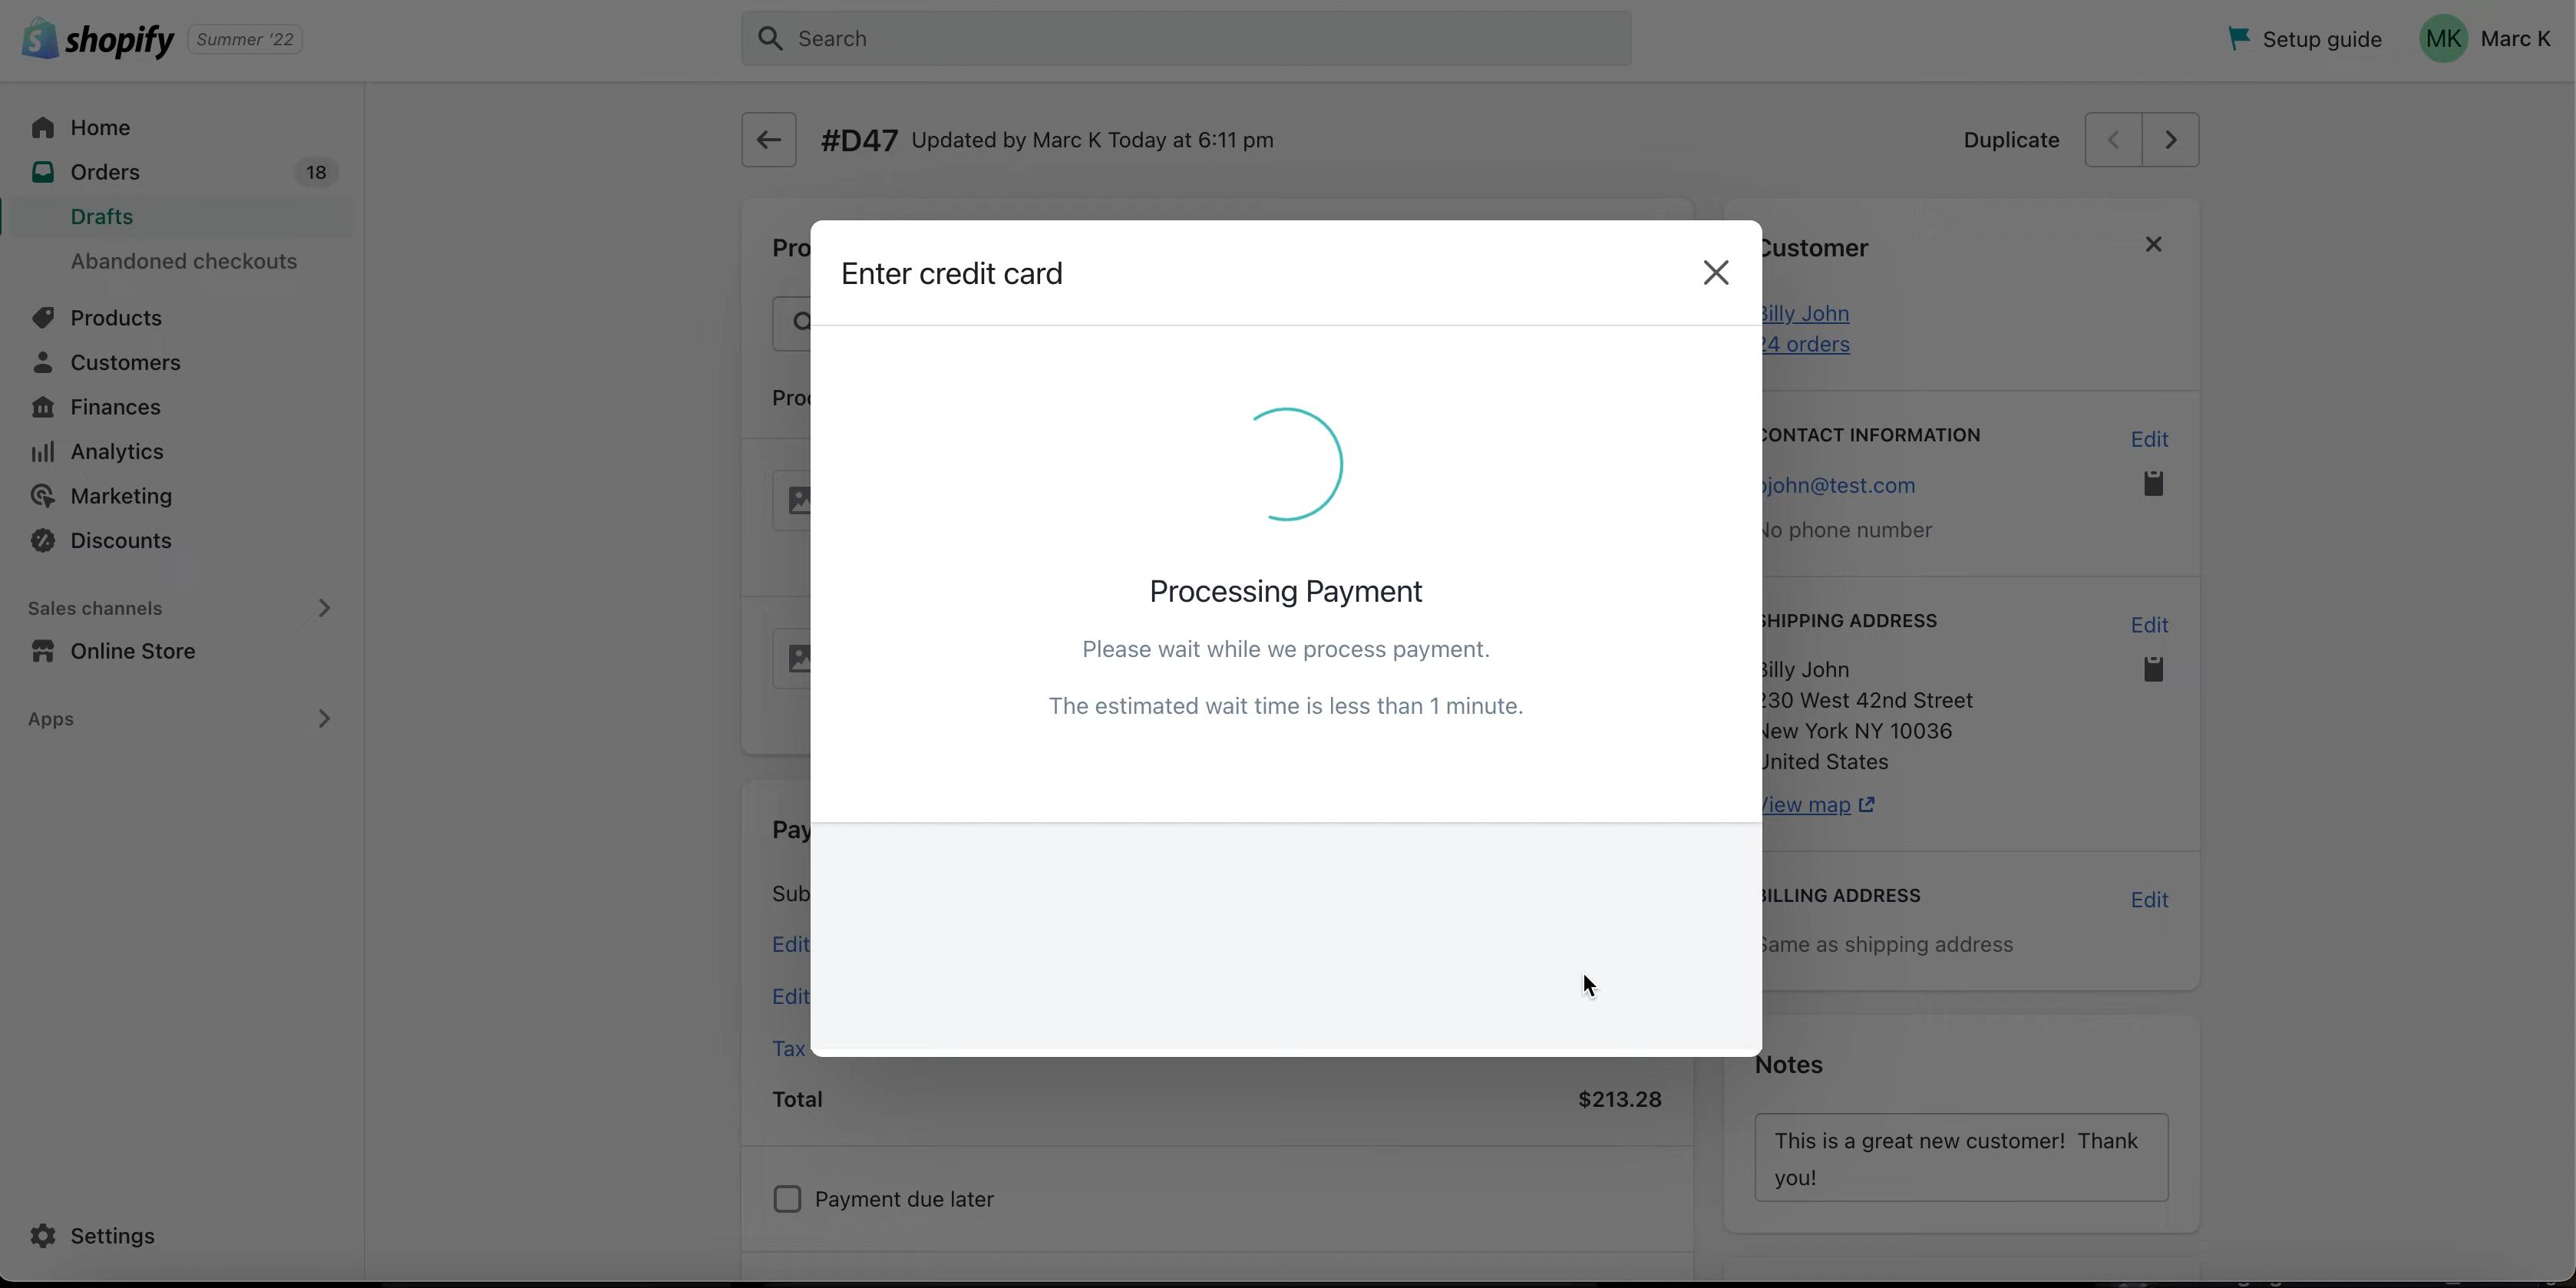 shopify
Summer '22
Search
Setup guide
MK
Marc K
Home
Orders
18
Drafts
Abandoned checkouts
Products
Customers
Finances
Analytics
Marketing
Discounts
Sales channels
Online Store
Apps
Settings
#D47
Updated by Marc K Today at 6:11 pm
Duplicate
Pro
Enter credit card
Processing Payment
Please wait while we process payment.
The estimated wait time is less than 1 minute.
Pay
Sub
Edit
Edit
Tax
Total
$213.28
Payment due later
Customer
Billy John
24 orders
CONTACT INFORMATION
Edit
bjohn@test.com
No phone number
SHIPPING ADDRESS
Edit
Billy John
230 West 42nd Street
New York NY 10036
United States
View map
BILLING ADDRESS
Edit
Same as shipping address
Notes
This is a great new customer!  Thank
you!